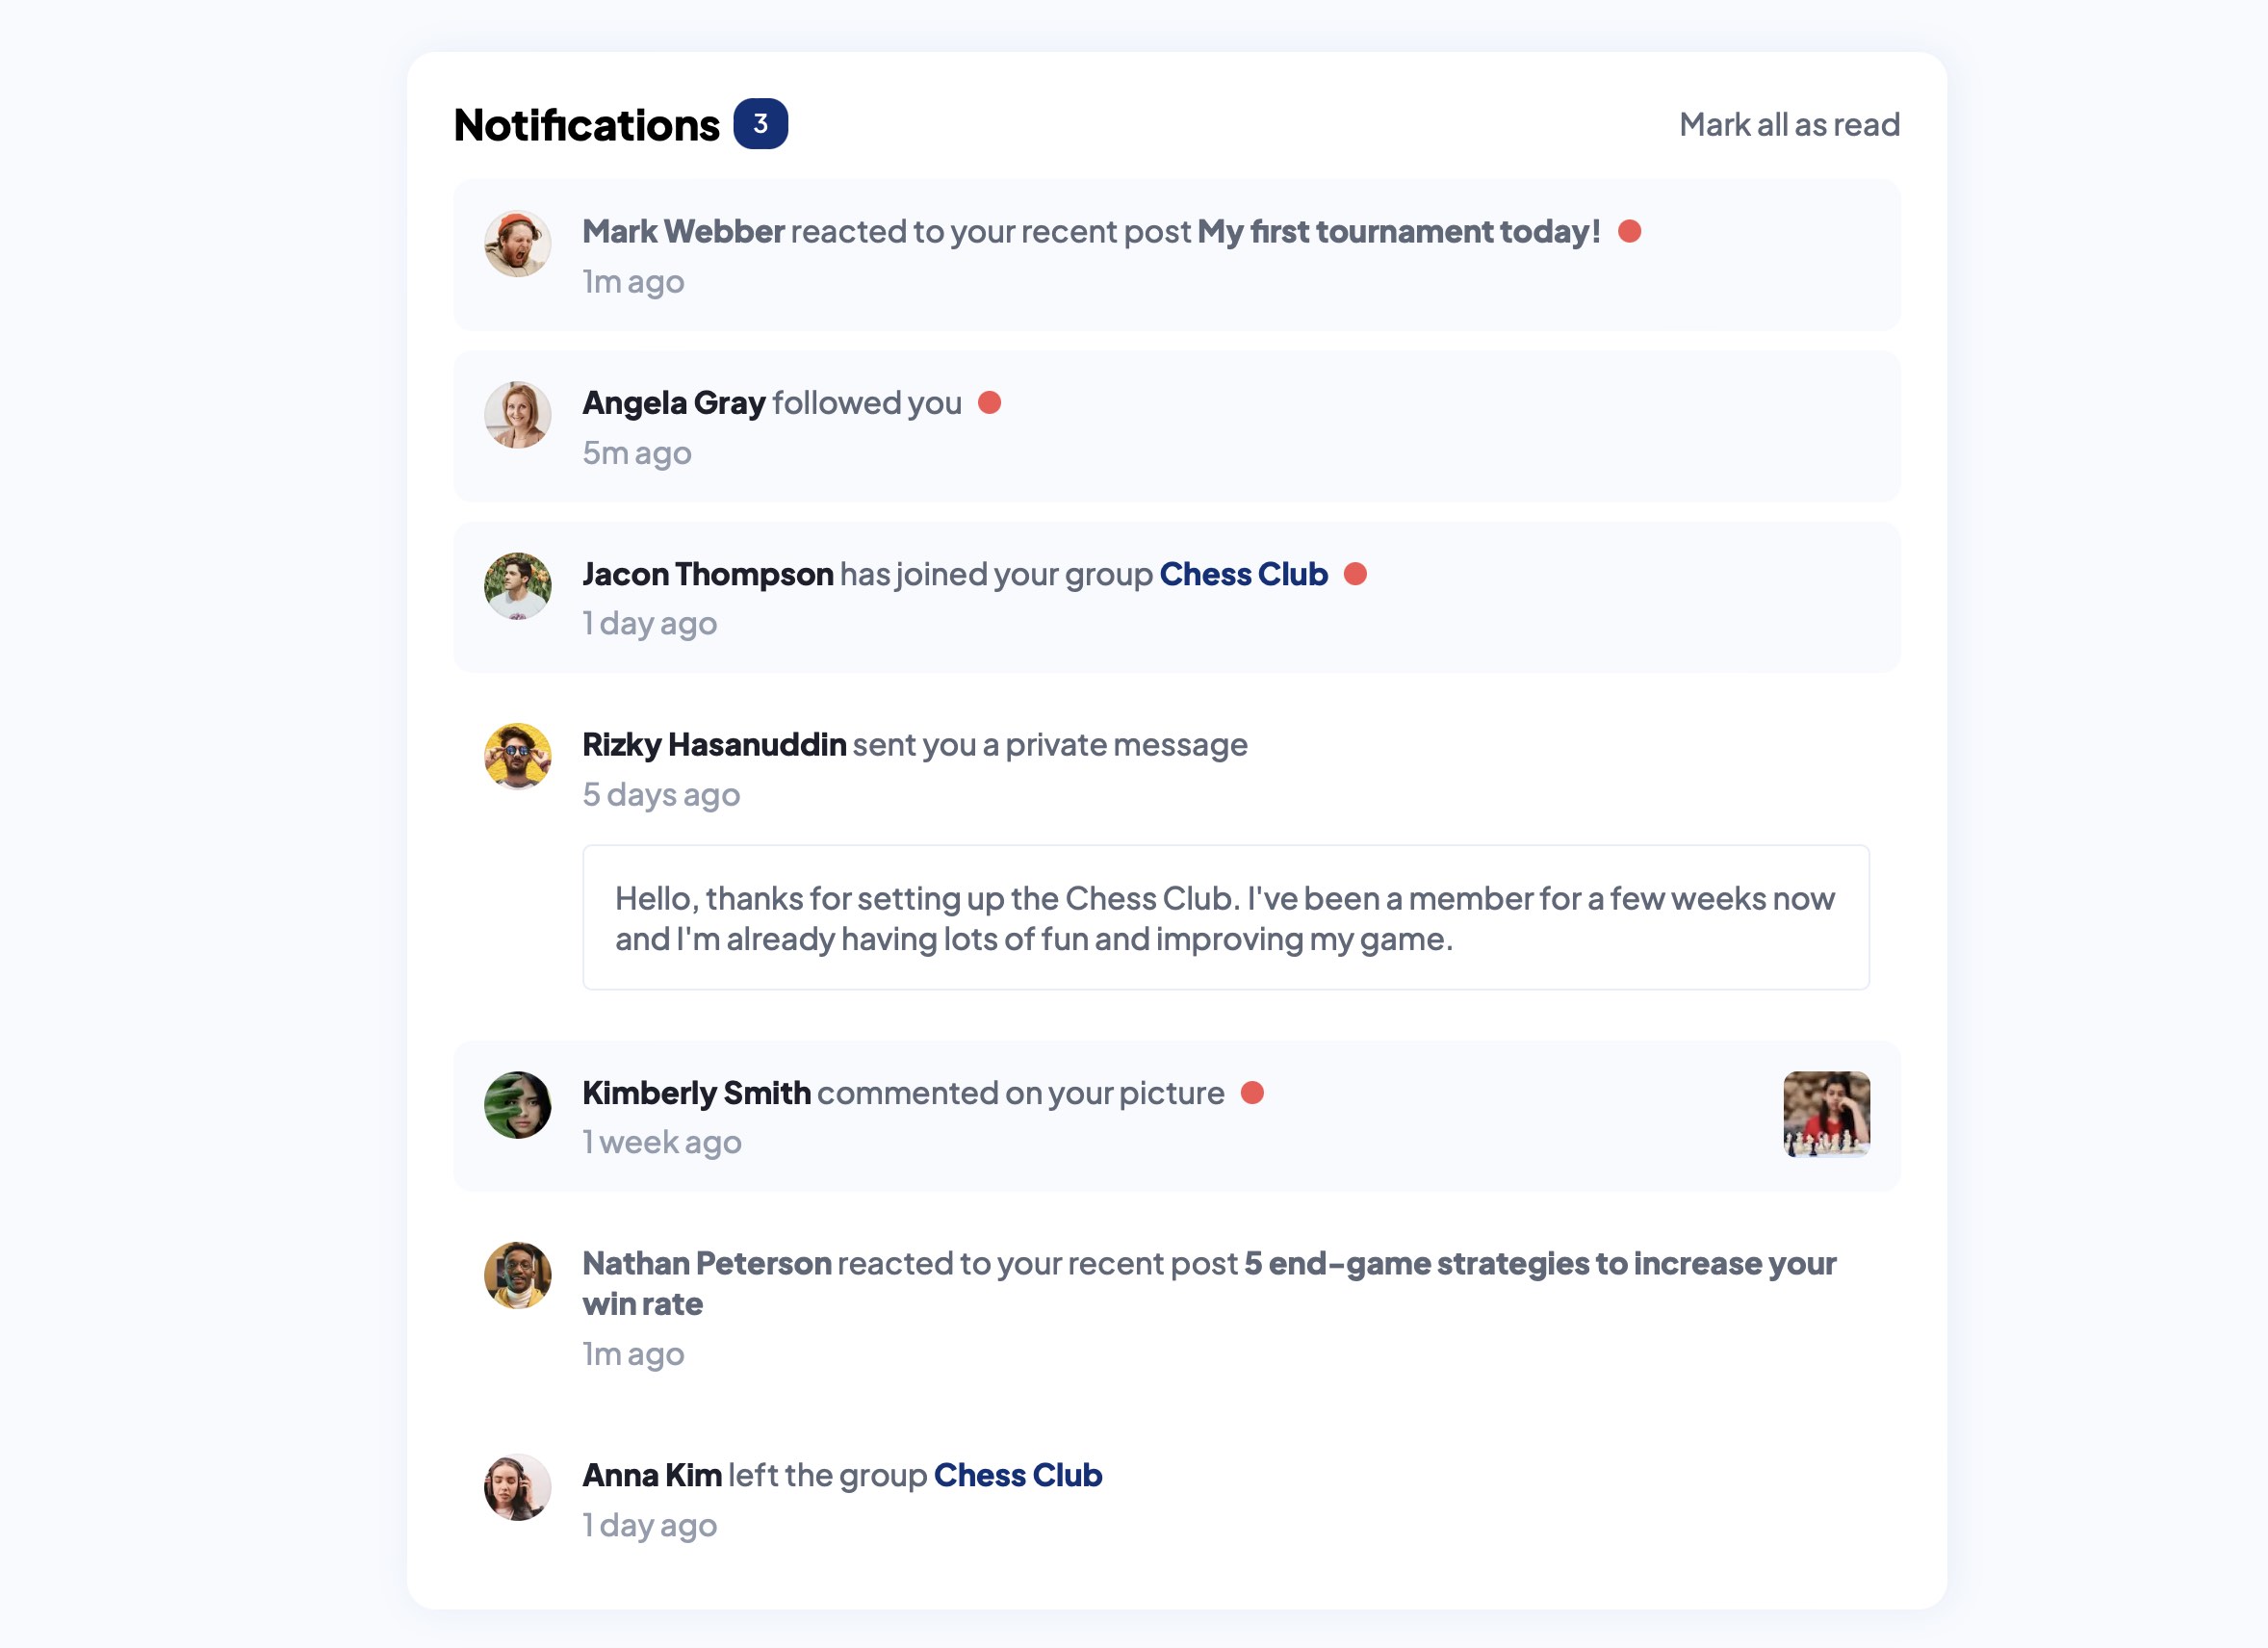 Notifications 3
Mark all as read
Mark Webber reacted to your recent post My first tournament today!
1m ago
Angela Gray followed you
5m ago
Jacon Thompson has joined your group Chess Club
1 day ago
Rizky Hasanuddin sent you a private message
5 days ago
Hello, thanks for setting up the Chess Club. I've been a member for a few weeks now
and I'm already having lots of fun and improving my game.
Kimberly Smith commented on your picture
1 week ago
Nathan Peterson reacted to your recent post 5 end-game strategies to increase your
win rate
1m ago
Anna Kim left the group Chess Club
1 day ago